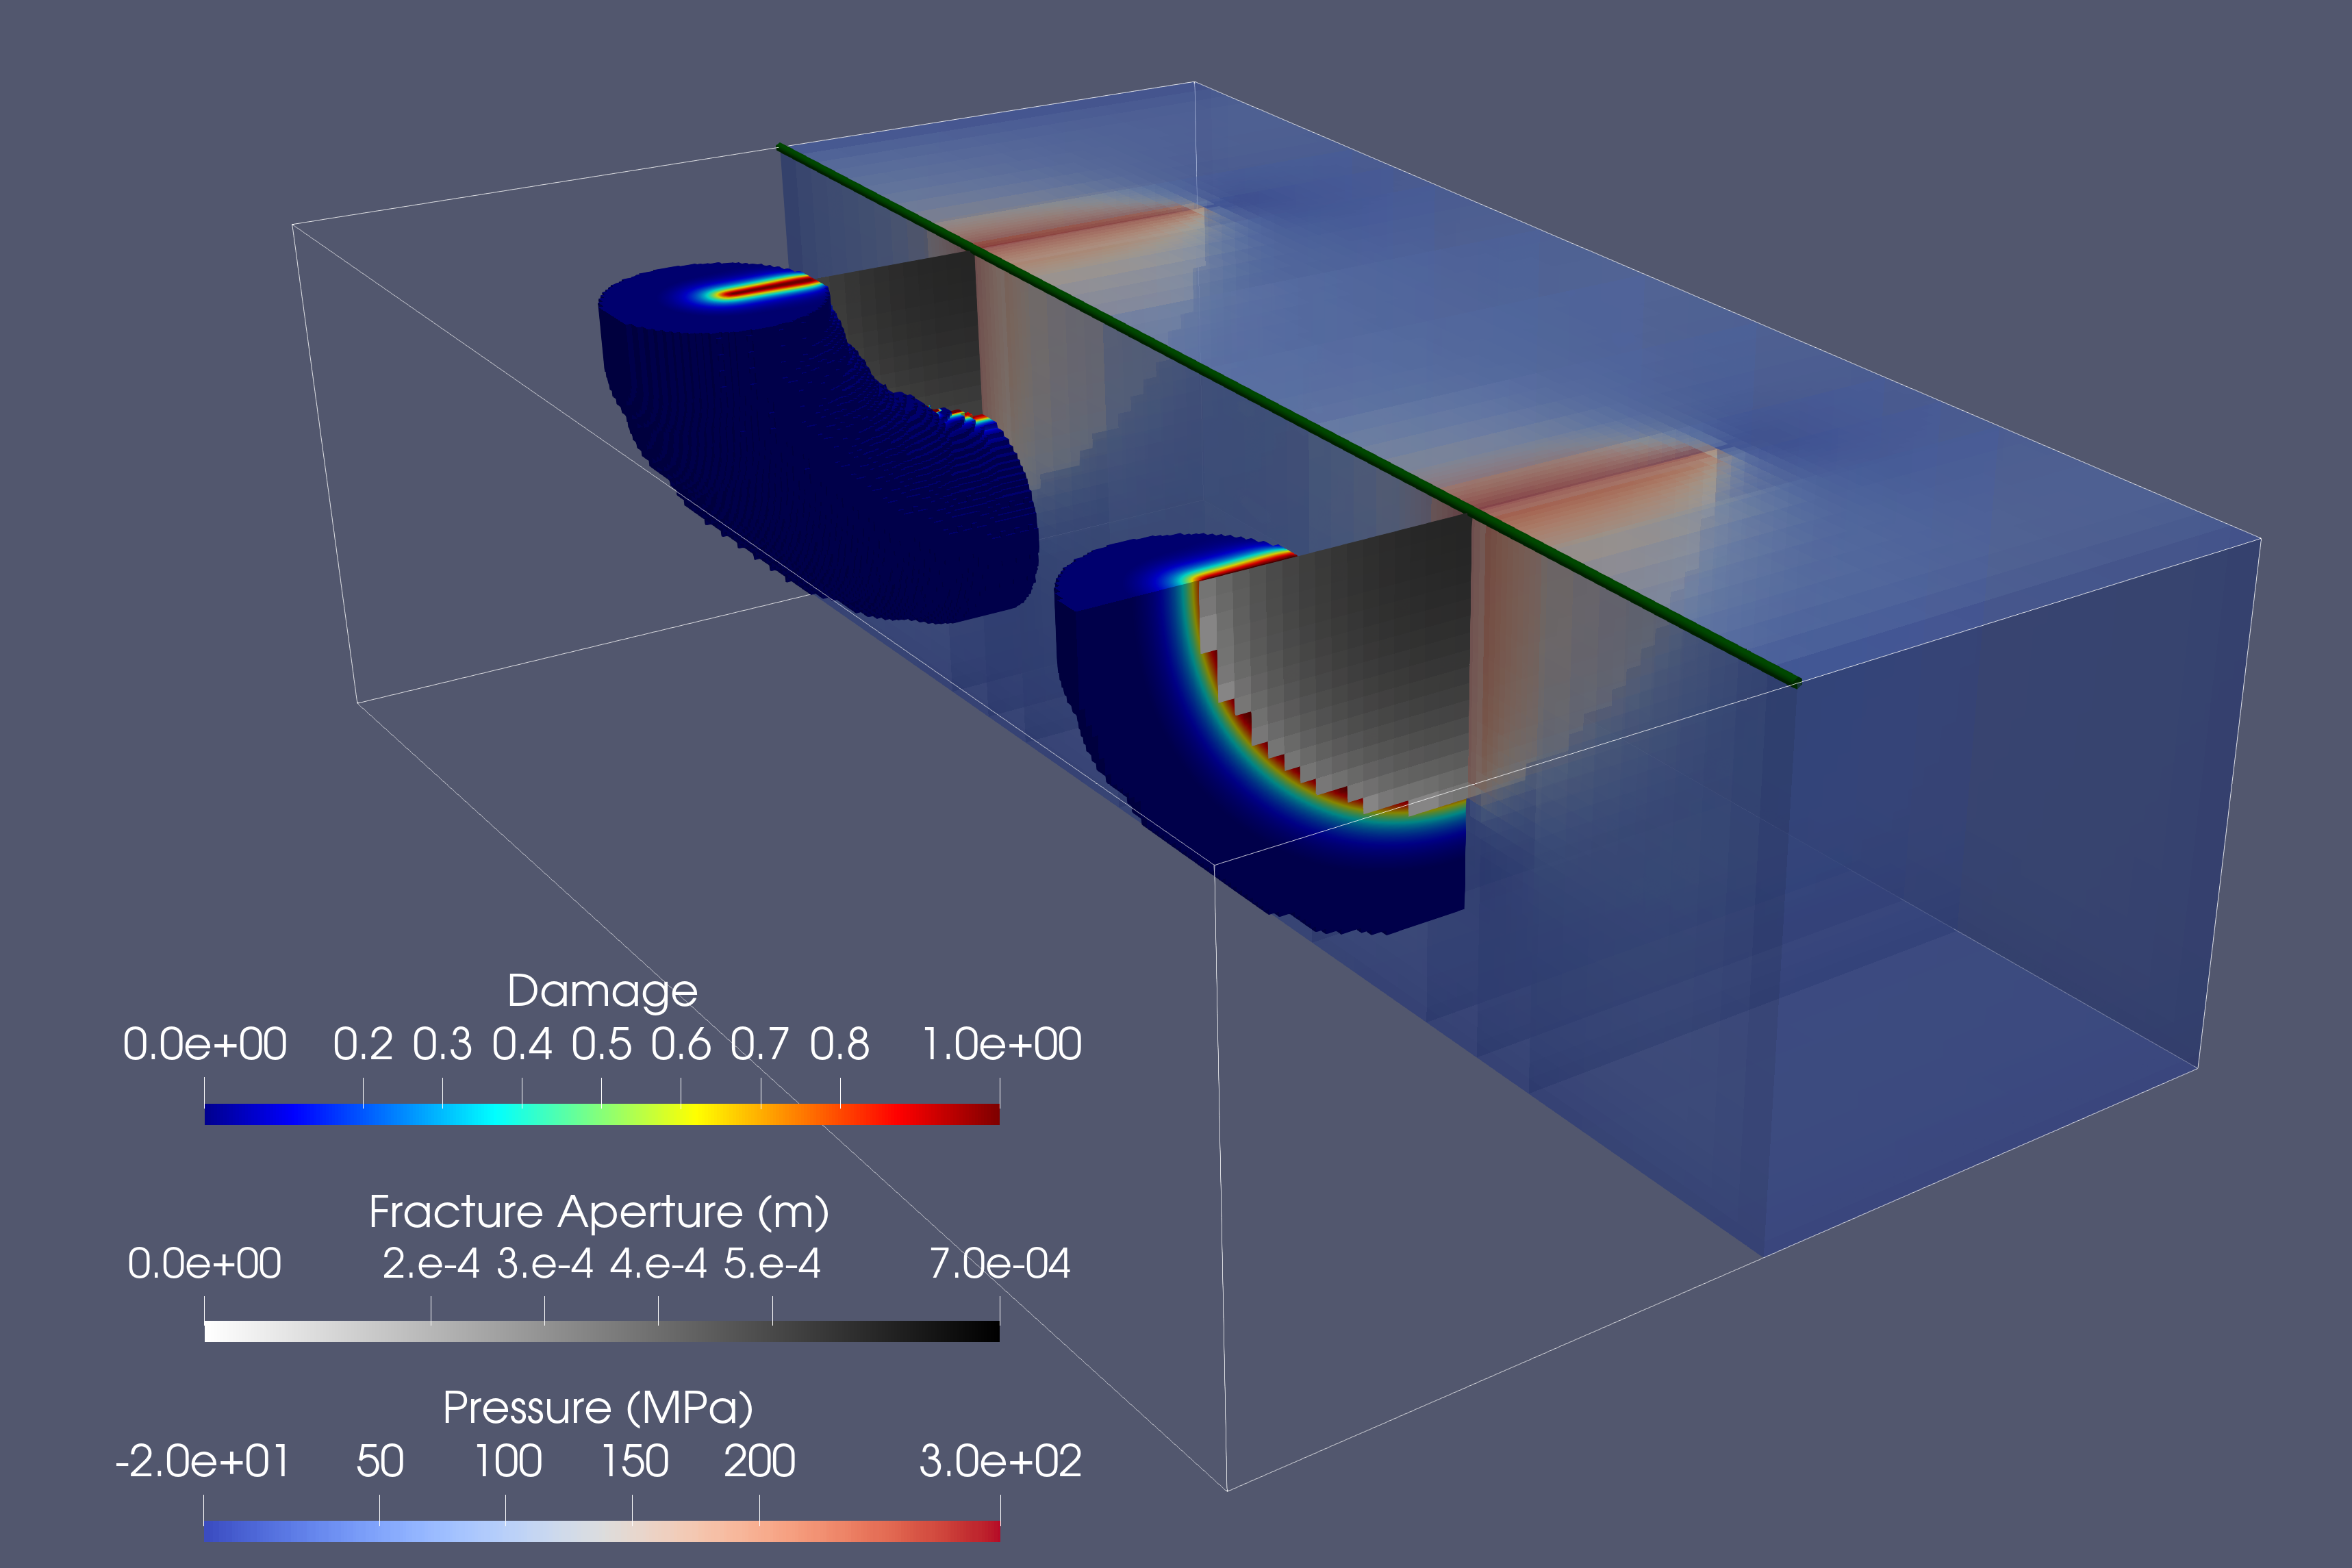 Damage
0.0e+00 0.2 0.3 0.4 0.5 0.6 0.7 0.8 1.0e+00
Fracture Aperture (m)
0.0e+00 2.e-4 3.e-4 4.e-4 5.e-4 7.0e-04
Pressure (MPa)
-2.0e+01 50 100 150 200 3.0e+02